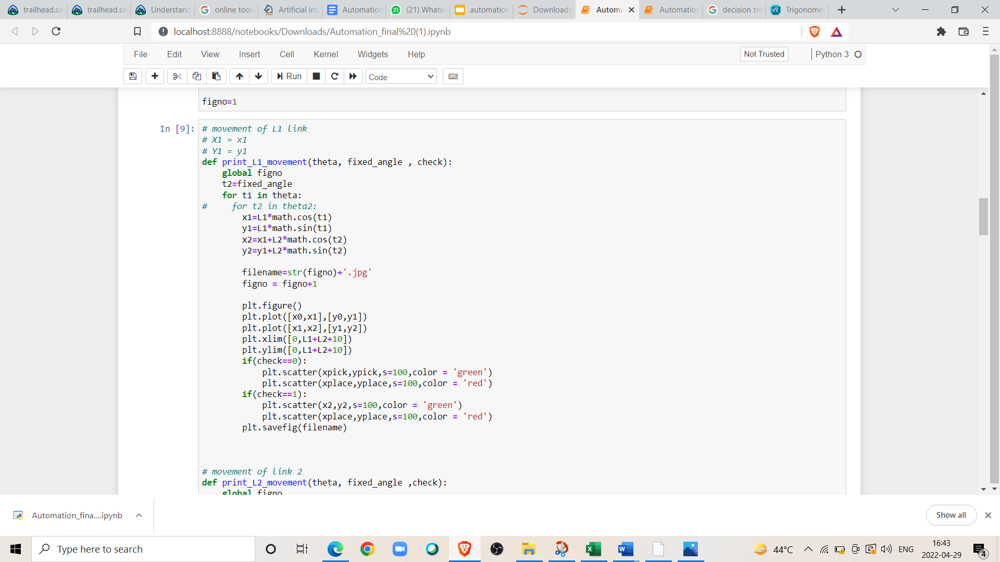 trailhead.sa
trailhead.sa
Understand
online tool
Artificial int
Automation
(21) WhatsA
automation
Downloads
Automa
Automation
decision tre
Trigonomet
localhost:8888/notebooks/Downloads/Automation_final%20(1).ipynb
File Edit View Insert Cell Kernel Widgets Help
Not Trusted
Python 3
Run
Code
figno=1
In [9]:
# movement of L1 link
# X1 = x1
# Y1 = y1
def print_L1_movement(theta, fixed_angle , check):
    global figno
    t2=fixed_angle
    for t1 in theta:
#     for t2 in theta2:
        x1=L1*math.cos(t1)
        y1=L1*math.sin(t1)
        x2=x1+L2*math.cos(t2)
        y2=y1+L2*math.sin(t2)
        filename=str(figno)+'.jpg'
        figno = figno+1
        plt.figure()
        plt.plot([x0,x1],[y0,y1])
        plt.plot([x1,x2],[y1,y2])
        plt.xlim([0,L1+L2+10])
        plt.ylim([0,L1+L2+10])
        if(check==0):
            plt.scatter(xpick,ypick,s=100,color = 'green')
            plt.scatter(xplace,yplace,s=100,color = 'red')
        if(check==1):
            plt.scatter(x2,y2,s=100,color = 'green')
            plt.scatter(xplace,yplace,s=100,color = 'red')
        plt.savefig(filename)
# movement of link 2
def print_L2_movement(theta, fixed_angle ,check):
    global figno
Automation_fina....ipynb
Show all
Type here to search
44°C
ENG
16:43
2022-04-29
4